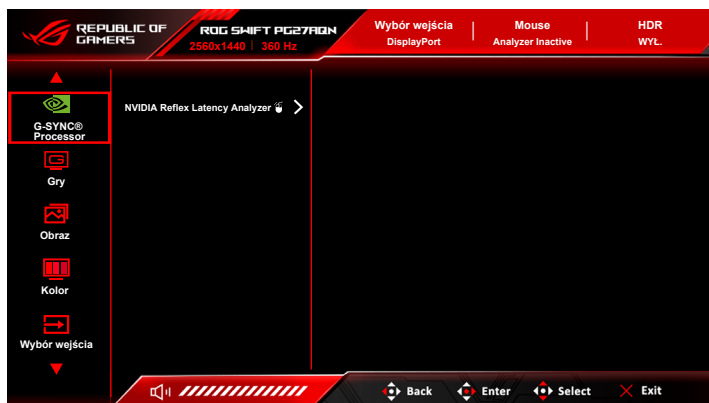 REPUBLIC OF
GAMERS
ROG SWIFT PG27AQN
2560x1440 | 360 Hz
Wybór wejścia
DisplayPort
Mouse
Analyzer Inactive
HDR
WYŁ.
G-SYNC®
Processor
NVIDIA Reflex Latency Analyzer
Gry
Obraz
Kolor
Wybór wejścia
Back
Enter
Select
Exit